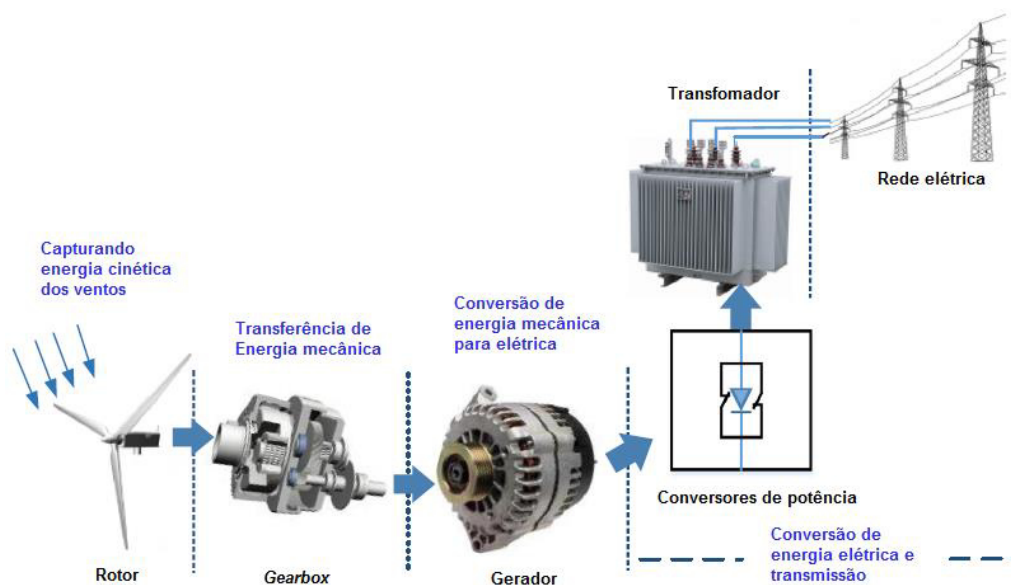 Transfomador
Rede elétrica
Capturando
energia cinética
dos ventos
Transferência de
Energia mecânica
Conversão de
energia mecânica
para elétrica
Conversores de potência
Conversão de
energia elétrica e
transmissão
Rotor
Gearbox
Gerador